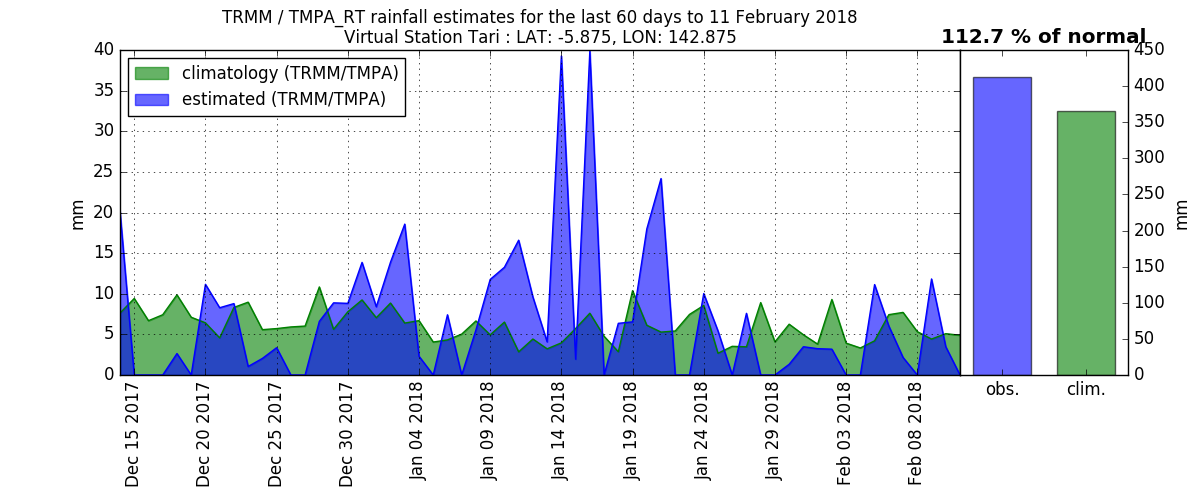 TRMM / TMPA_RT rainfall estimates for the last 60 days to 11 February 2018
Virtual Station Tari : LAT: -5.875, LON: 142.875
112.7 % of normal
climatology (TRMM/TMPA)
estimated (TRMM/TMPA)
40
35
30
25
20
15
10
5
0
mm
Dec 15 2017
Dec 20 2017
Dec 25 2017
Dec 30 2017
Jan 04 2018
Jan 09 2018
Jan 14 2018
Jan 19 2018
Jan 24 2018
Jan 29 2018
Feb 03 2018
Feb 08 2018
450
400
350
300
250
200
150
100
50
0
mm
obs.
clim.